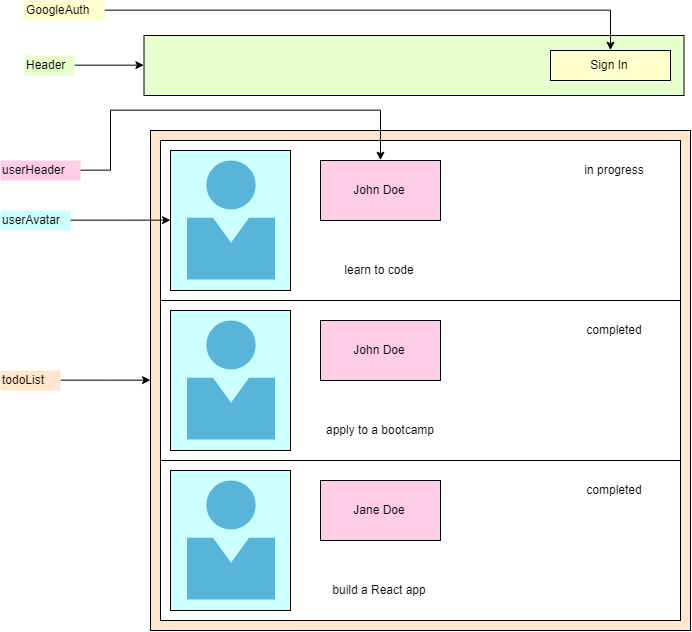 GoogleAuth
Header
Sign In
userHeader
John Doe
in progress
userAvatar
learn to code
John Doe
completed
todoList
apply to a bootcamp
Jane Doe
completed
build a React app